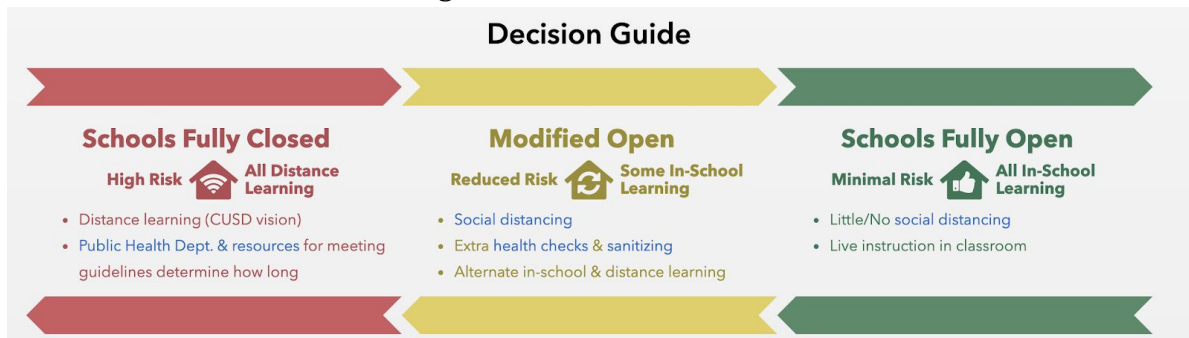 Decision Guide
Schools Fully Closed
High Risk
All Distance
Learning
• Distance learning (CUSD vision)
• Public Health Dept. & resources for meeting
guidelines determine how long
Modified Open
Reduced Risk
Some In-School
Learning
• Social distancing
• Extra health checks & sanitizing
• Alternate in-school & distance learning
Schools Fully Open
Minimal Risk
All In-School
Learning
• Little/No social distancing
• Live instruction in classroom